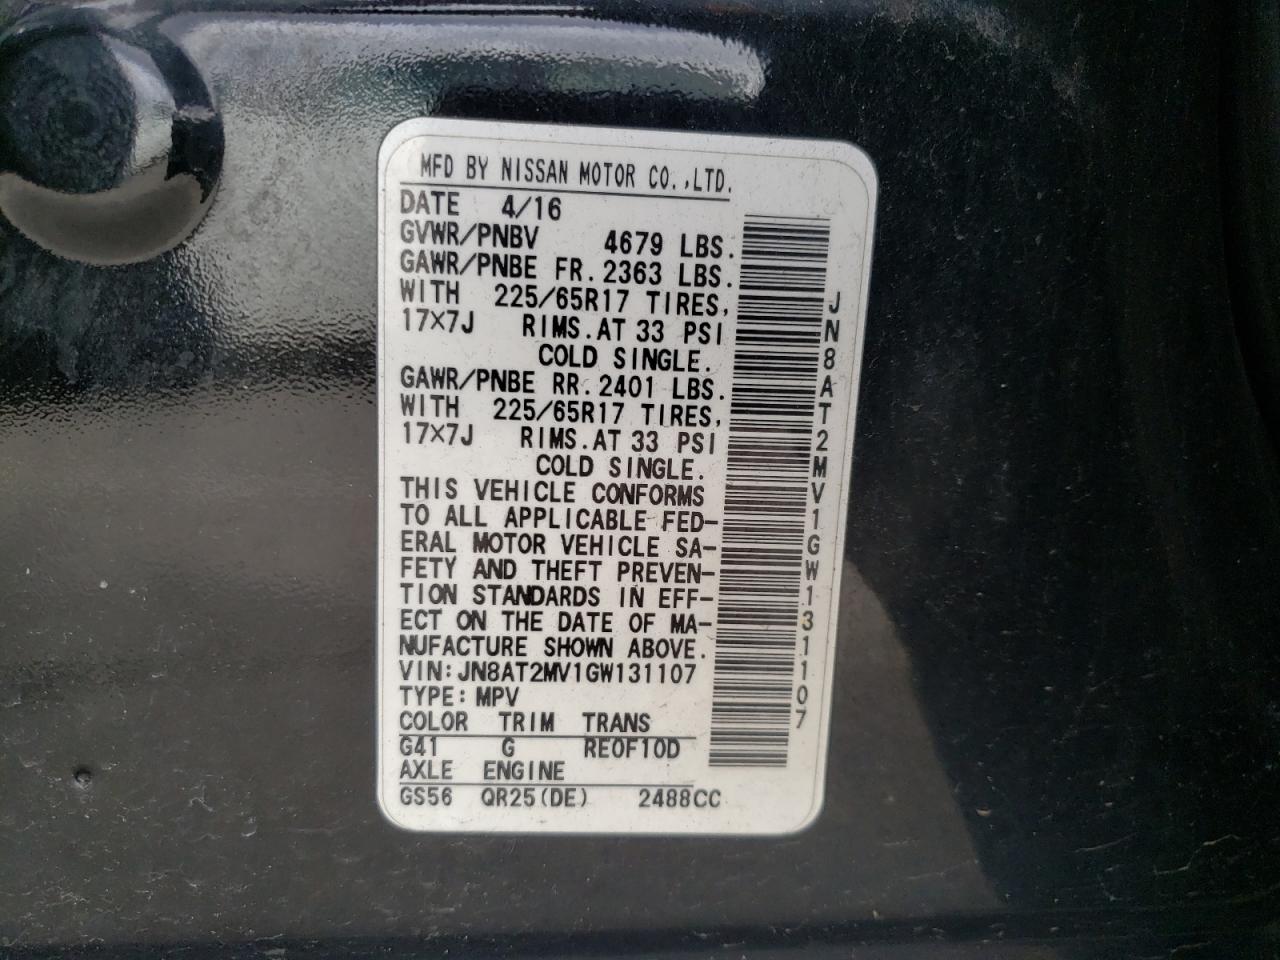 MFD BY NISSAN MOTOR CO.,LTD.
DATE 4/16
GVWR/PNBV 4679 LBS.
GAWR/PNBE FR. 2363 LBS.
WITH 225/65R17 TIRES,
17×7J RIMS.AT 33 PSI
COLD SINGLE.
GAWR/PNBE RR. 2401 LBS.
WITH 225/65R17 TIRES,
17×7J RIMS.AT 33 PSI
COLD SINGLE.
THIS VEHICLE CONFORMS
TO ALL APPLICABLE FED-
ERAL MOTOR VEHICLE SA-
FETY AND THEFT PREVEN-
TION STANDARDS IN EFF-
ECT ON THE DATE OF MA-
NUFACTURE SHOWN ABOVE.
VIN:JN8AT2MV1GW131107
TYPE: MPV
COLOR TRIM TRANS
G41 G RE0F10D
AXLE ENGINE
GS56 QR25(DE) 2488CC
JN8AT2MV1GW131107